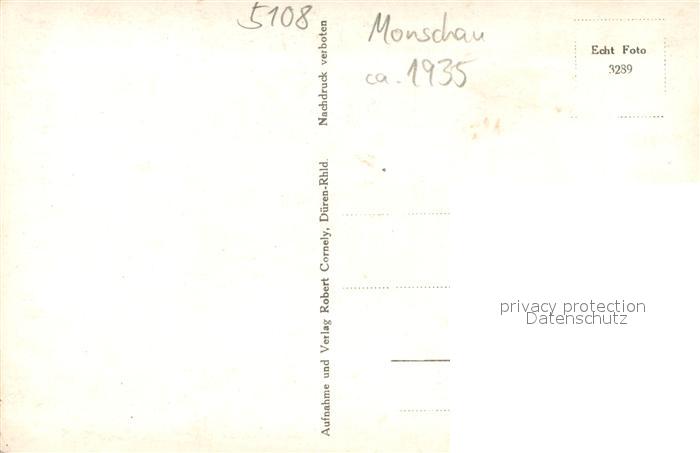 5108
Monschau
ca. 1935
Echt Foto
3289
Aufnahme und Verlag Robert Cornely, Düren-Rhld. Nachdruck verboten
privacy protection
Datenschutz